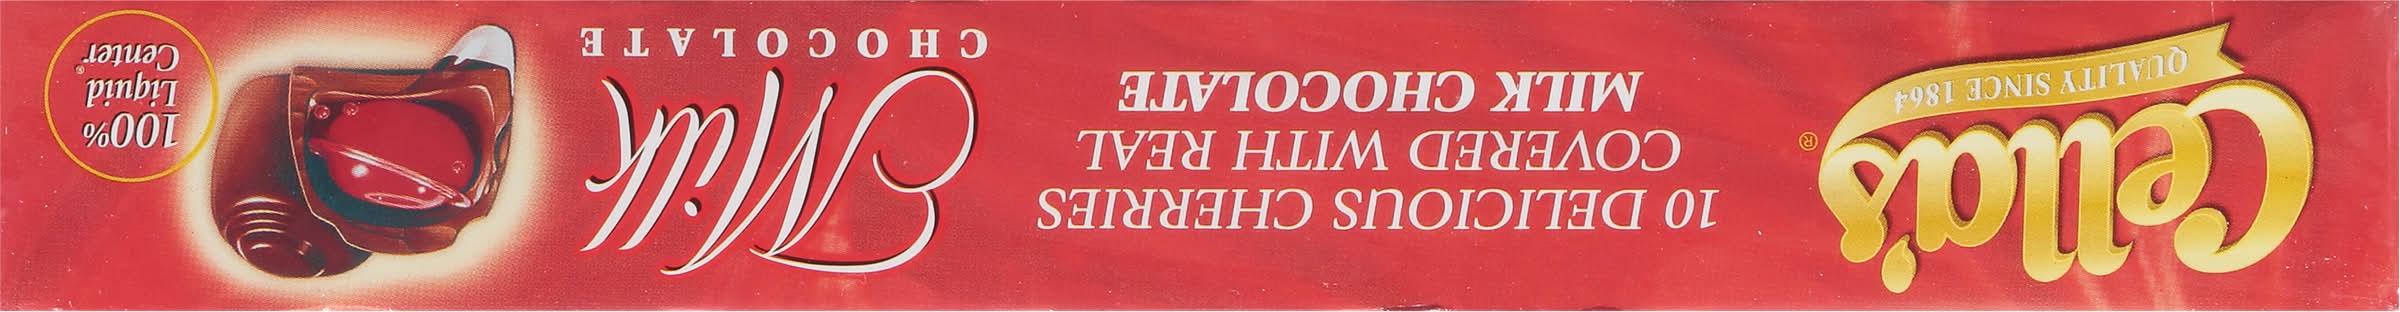 Cella's®
QUALITY SINCE 1864
10 DELICIOUS CHERRIES
COVERED WITH REAL
MILK CHOCOLATE
Milk
CHOCOLATE
100%
Liquid®
Center